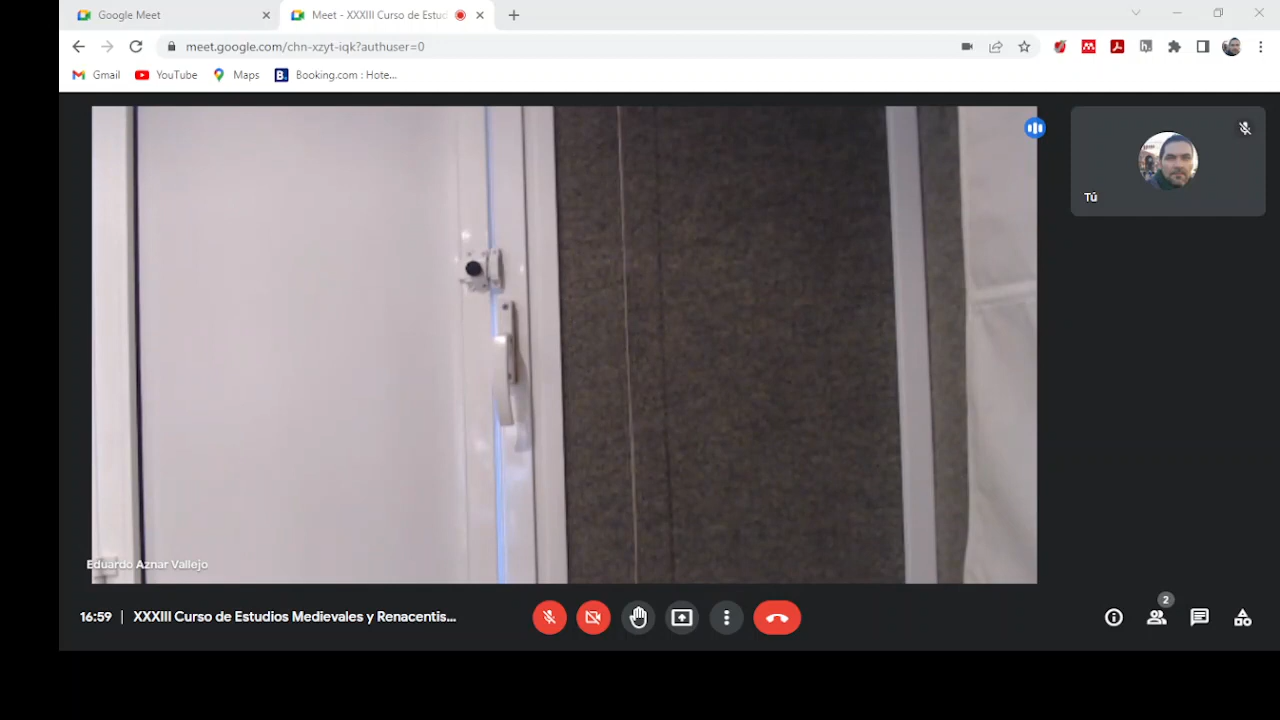 Google Meet
Meet - XXXIII Curso de Estud
meet.google.com/chn-xzyt-iqk?authuser=0
Gmail
YouTube
Maps
B.
Booking.com : Hote...
Tú
Eduardo Aznar Vallejo
16:59 | XXXIII Curso de Estudios Medievales y Renacentis...
2